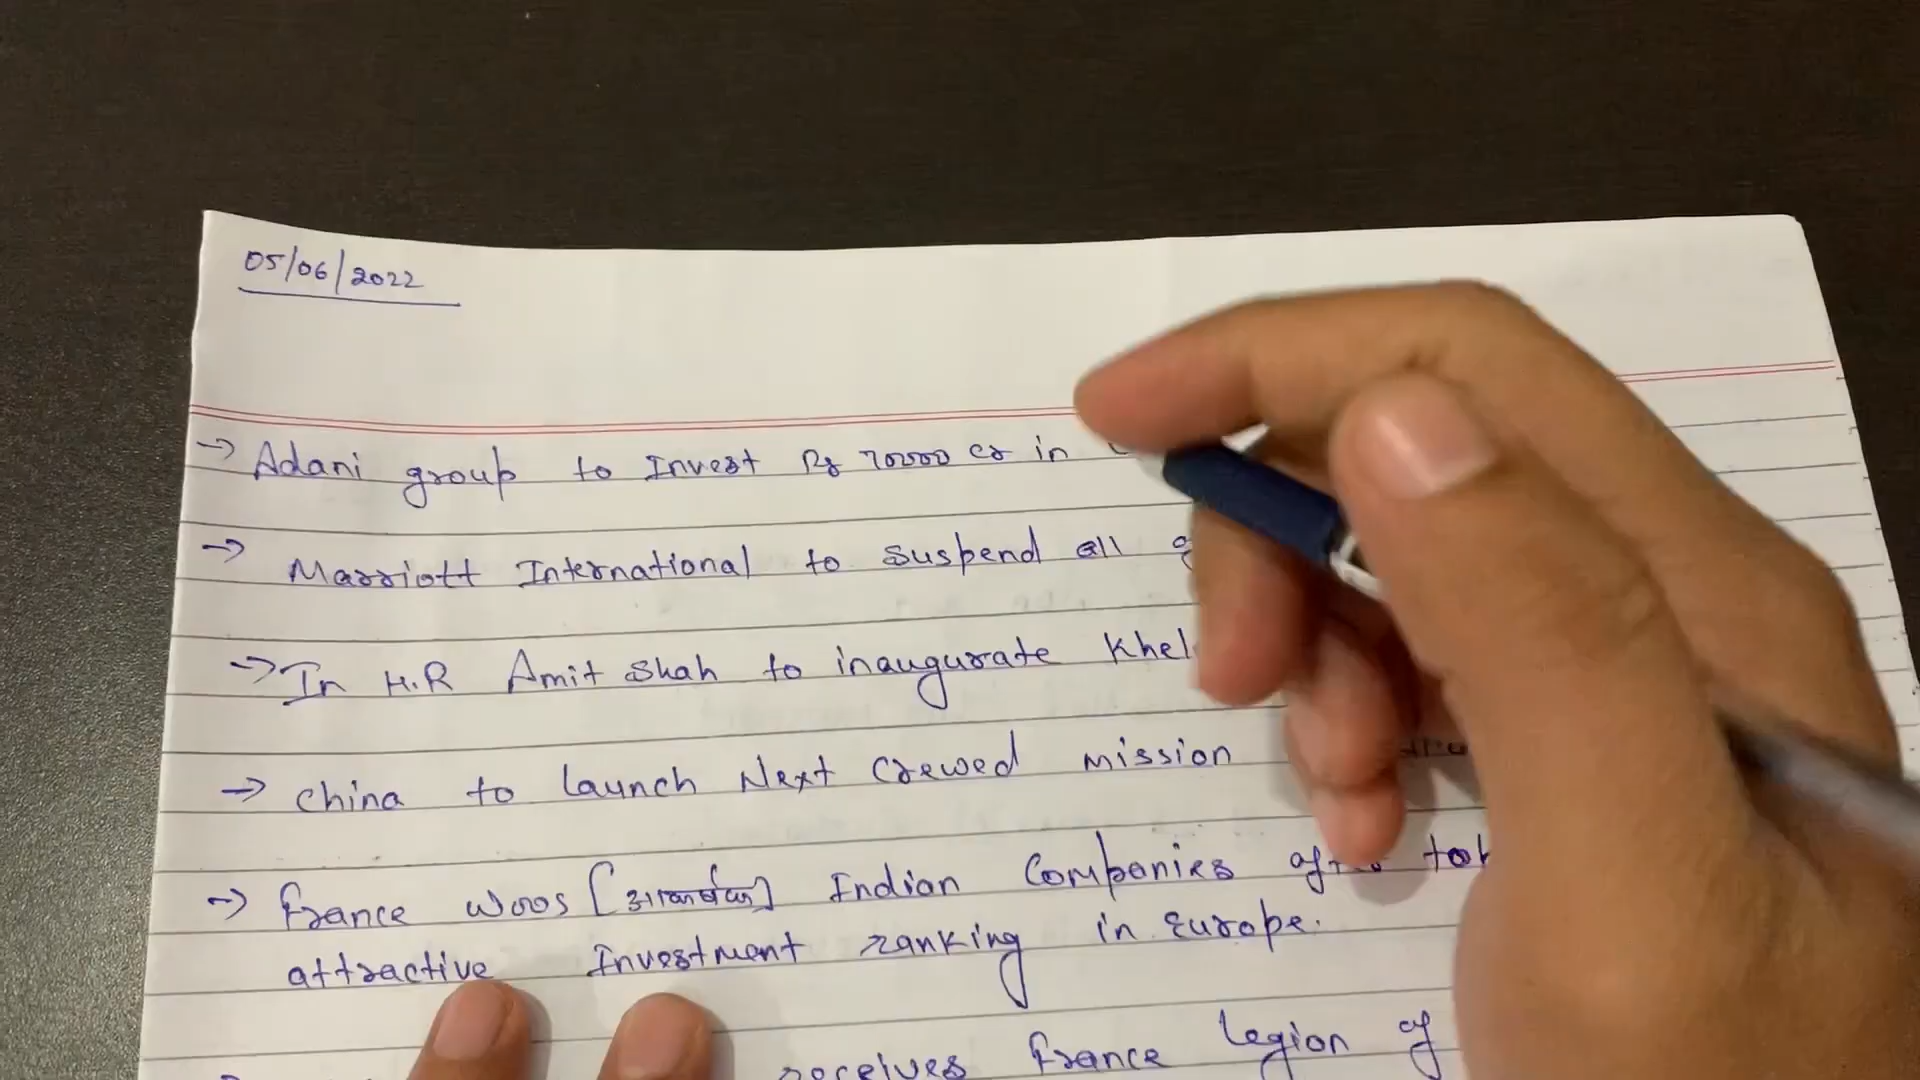 05/06/2022
→ Adani group to Invest Rs 70000 cr in
→ Marriott International to suspend all
→ In H.R Amit Shah to inaugurate Khel
→ China to launch Next Crewed mission
→ France woos [आकर्षक] Indian Companies
attractive Investment ranking in Europe.
receives France legion of